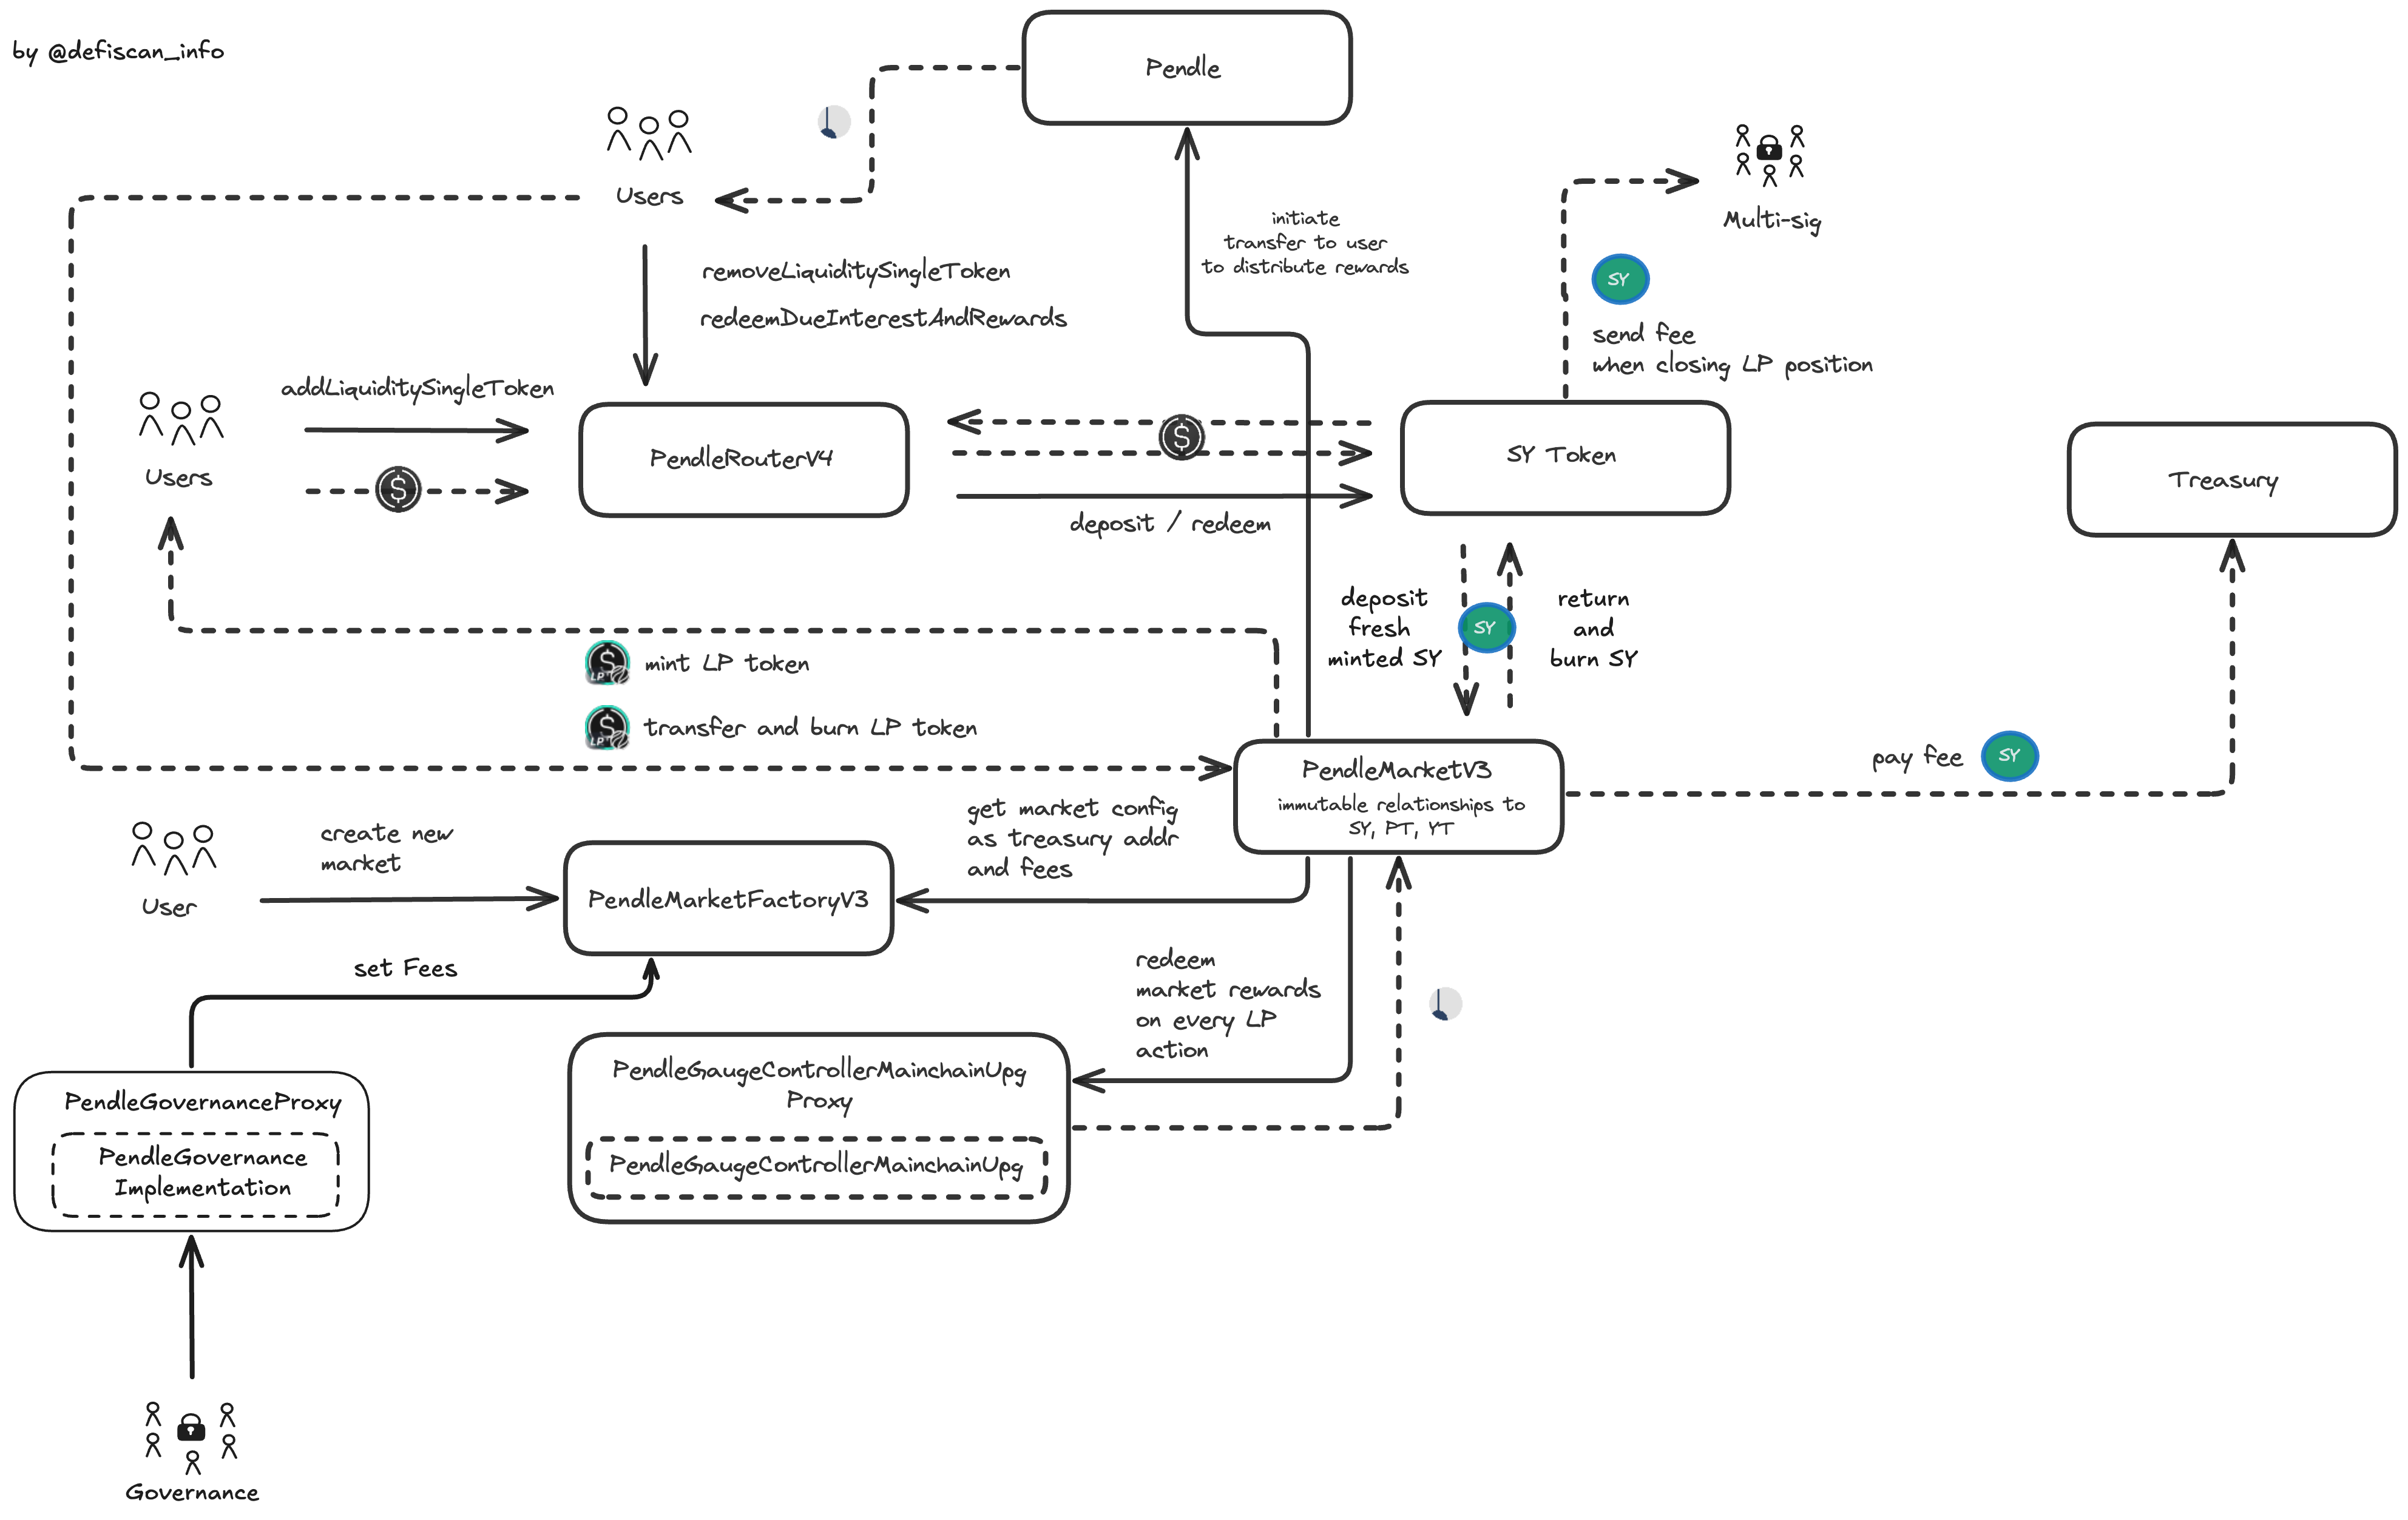 by @defiscan_info
Pendle
Users
Multi-sig
initiate
transfer to user
to distribute rewards
removeLiquiditySingleToken
redeemDueInterestAndRewards
SY
send fee
when closing LP position
addLiquiditySingleToken
Users
PendleRouterV4
$
$
SY Token
Treasury
deposit / redeem
deposit
fresh
minted SY
SY
return
and
burn SY
$
LP
mint LP token
$
LP
transfer and burn LP token
pay fee
SY
PendleMarketV3
immutable relationships to
SY, PT, YT
get market config
as treasury addr
and fees
create new
market
User
PendleMarketFactoryV3
set Fees
redeem
market rewards
on every LP
action
PendleGovernanceProxy
PendleGovernance
Implementation
PendleGaugeControllerMainchainUpg
Proxy
PendleGaugeControllerMainchainUpg
Governance